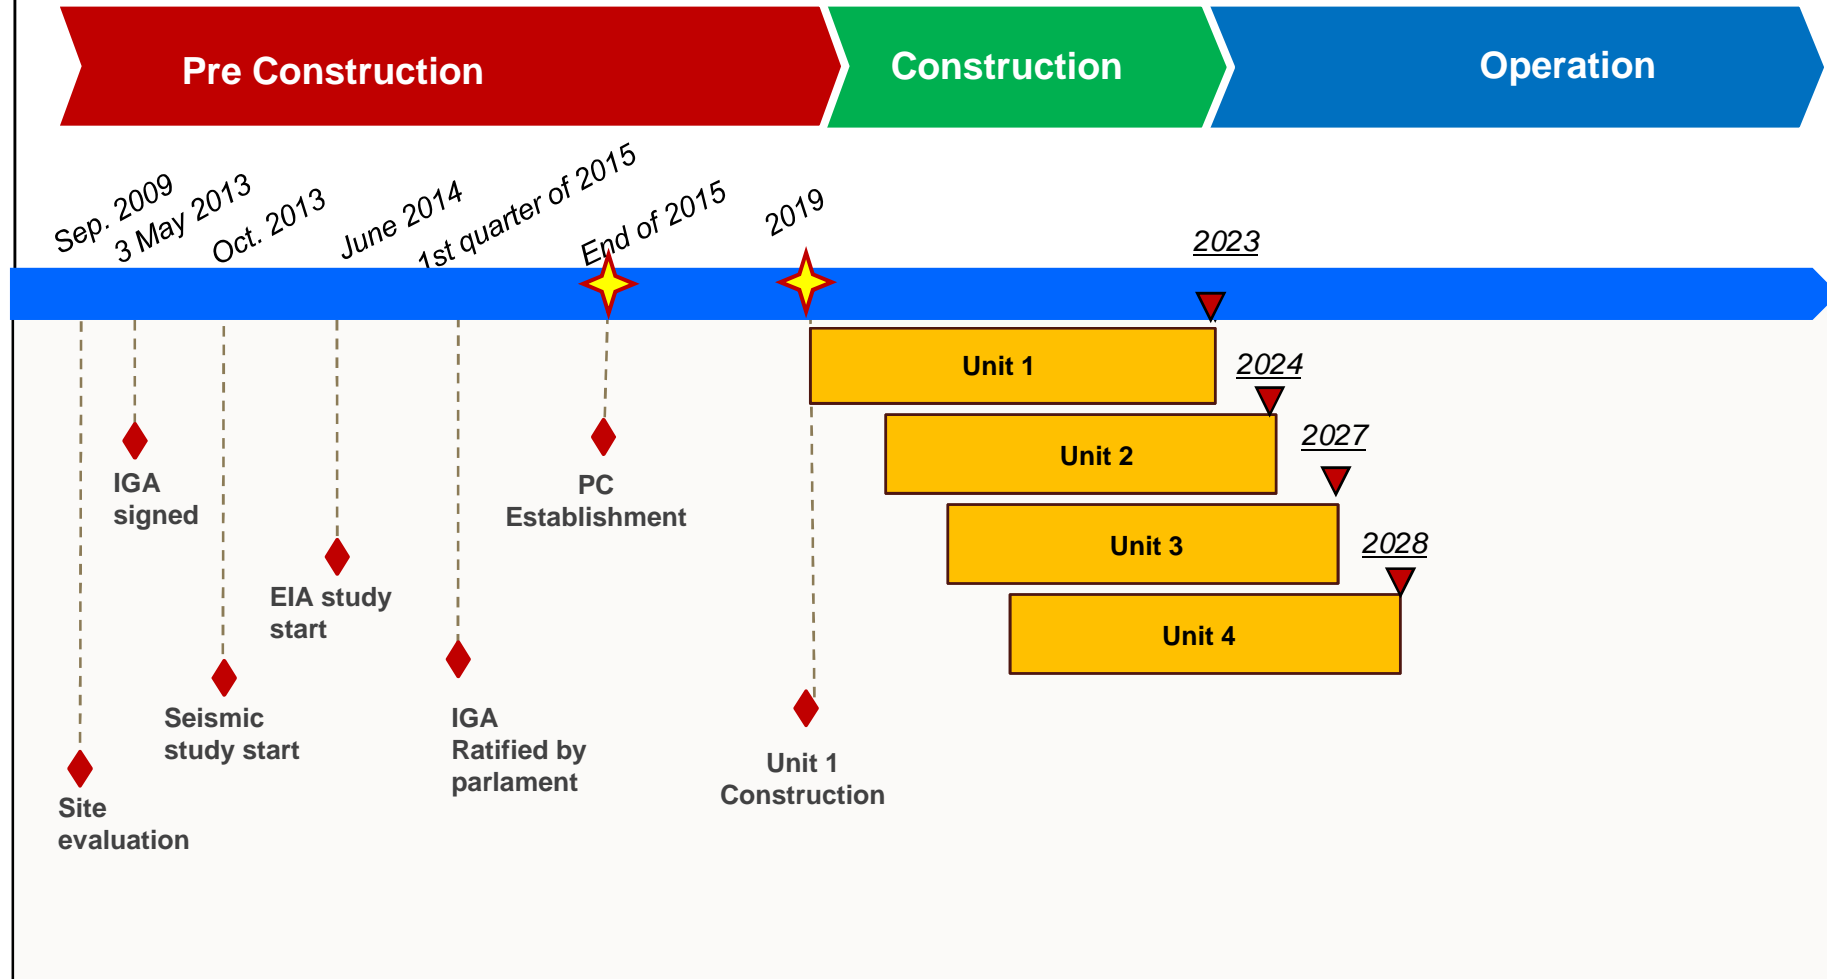 Pre Construction
Construction
Operation
Sep. 2009
3 May 2013
Oct. 2013
June 2014
1st quarter of 2015
End of 2015
2019
2023
Unit 1
2024
Unit 2
2027
Unit 3
2028
Unit 4
IGA
signed
PC
Establishment
EIA study
start
Seismic
study start
IGA
Ratified by
parlament
Unit 1
Construction
Site
evaluation